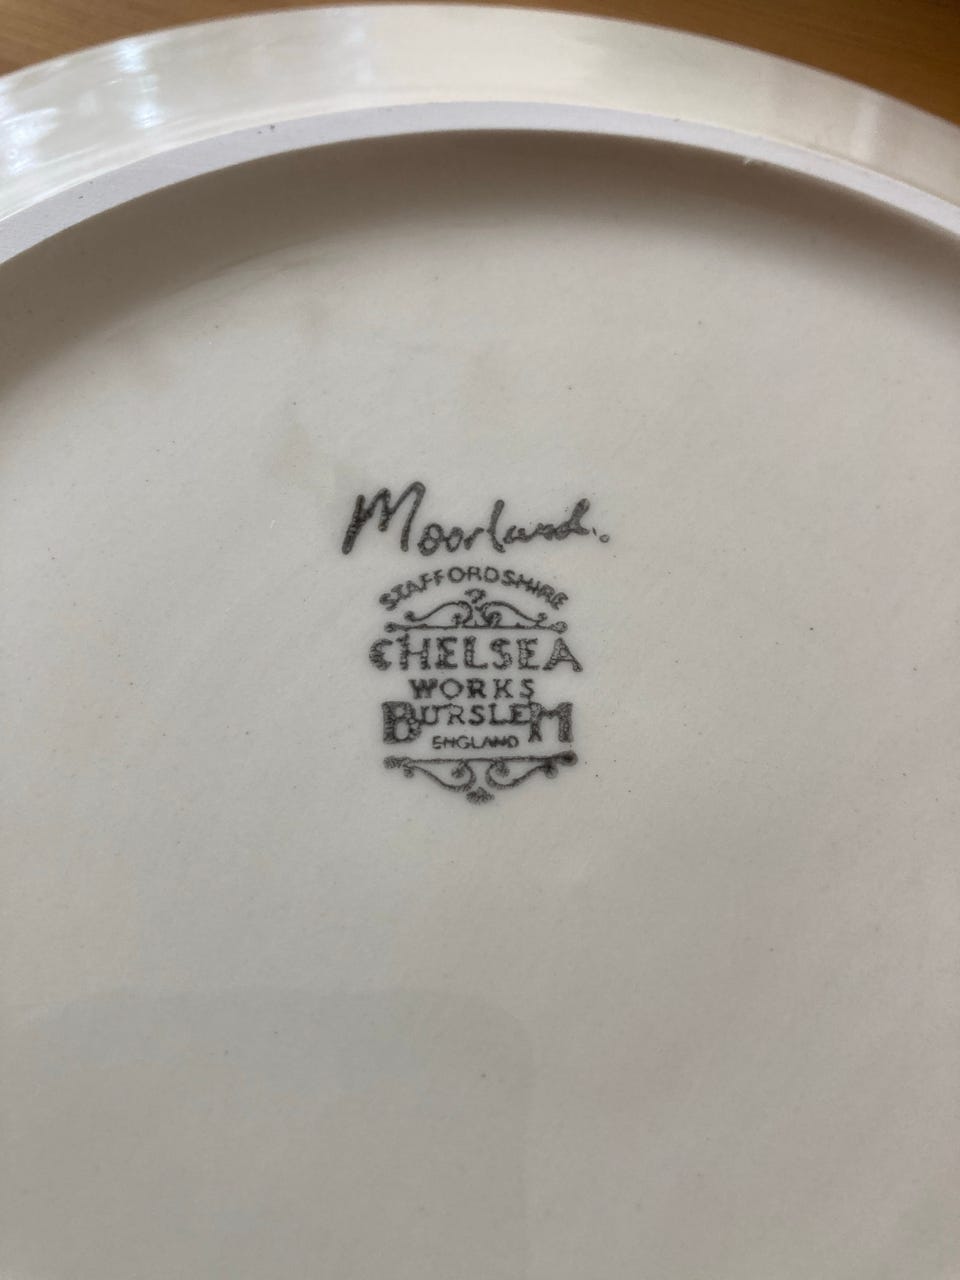 Moorland.
STAFFORDSHIRE
CHELSEA
WORKS
BURSLEM
ENGLAND